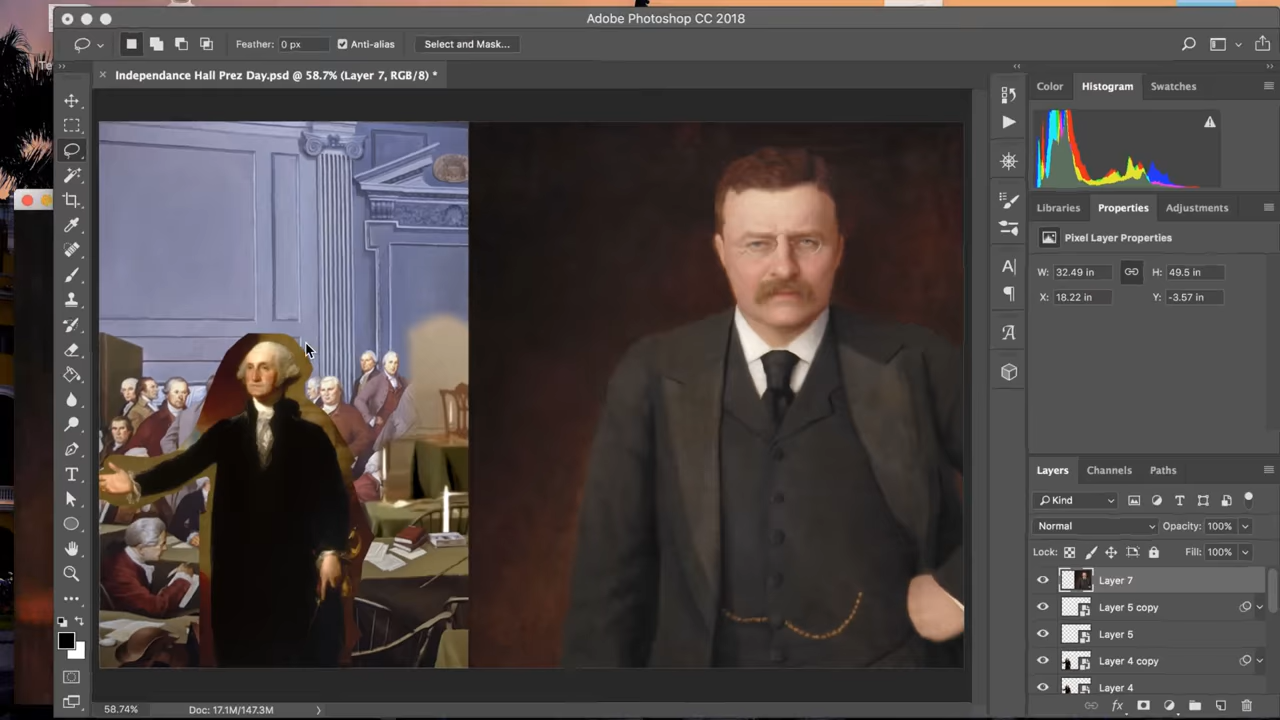 Adobe Photoshop CC 2018
Feather: 0 px Anti-alias Select and Mask...
Independance Hall Prez Day.psd @ 58.7% (Layer 7, RGB/8) *
Color Histogram Swatches
Libraries Properties Adjustments
Pixel Layer Properties
W: 32.49 in H: 49.5 in
X: 18.22 in Y: -3.57 in
Layers Channels Paths
Kind
Normal Opacity: 100%
Lock: Fill: 100%
Layer 7
Layer 5 copy
Layer 5
Layer 4 copy
Layer 4
58.74% Doc: 17.1M/147.3M